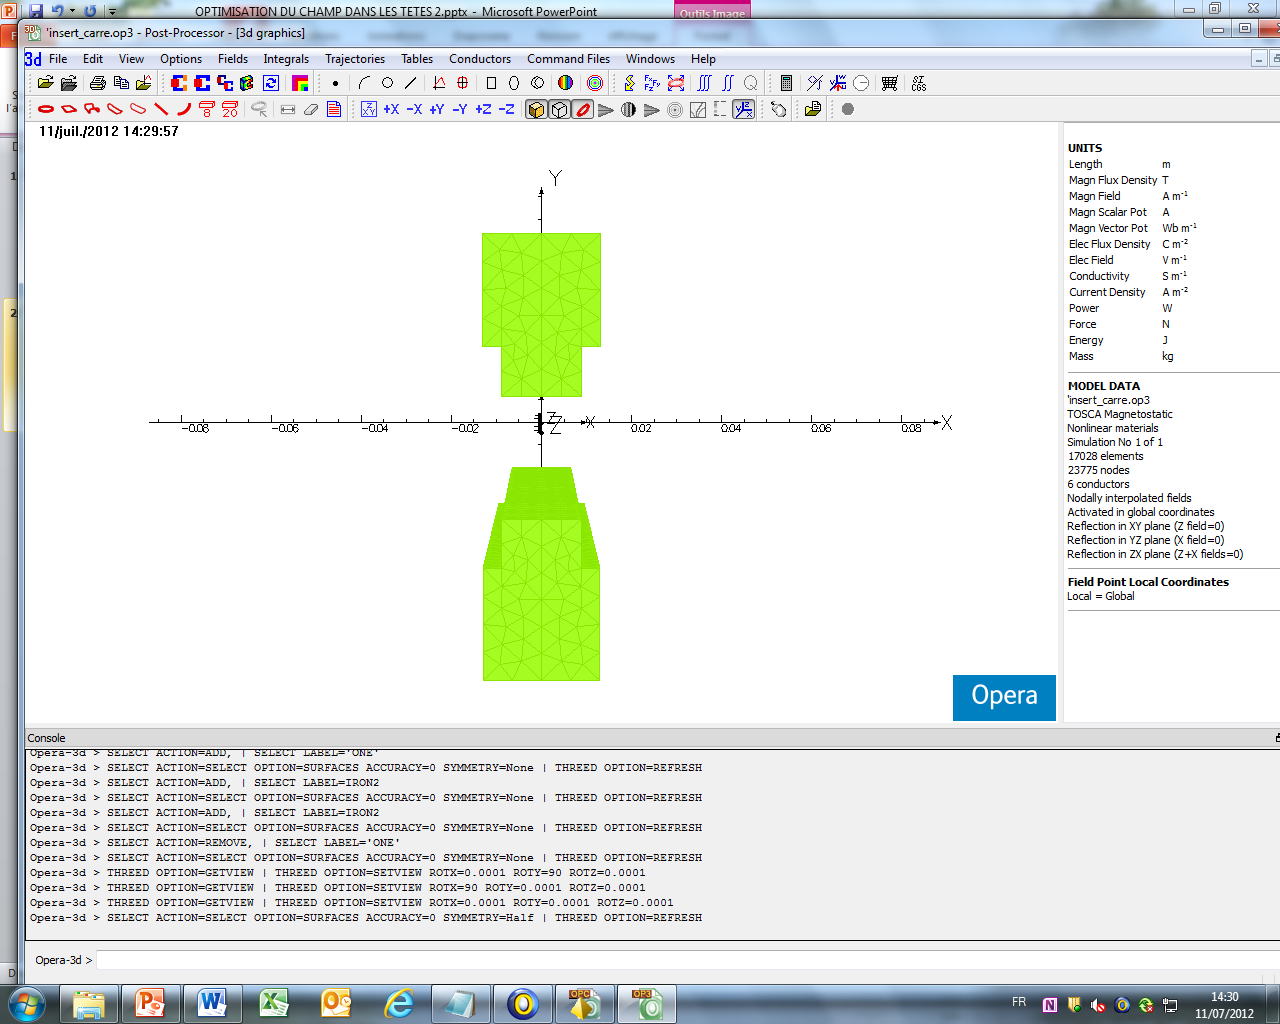 OPTIMISATION DU CHAMP DANS LES TETES 2.pptx - Microsoft PowerPoint
Outils Image
'insert_carre.op3 - Post-Processor - [3d graphics]
3d File Edit View Options Fields Integrals Trajectories Tables Conductors Command Files Windows Help
SI
CGS
+X -X +Y -Y +Z -Z
8 20
11/juil./2012 14:29:57
Y
-0.08 -0.06 -0.04 -0.02 Z X 0.02 0.04 0.06 0.08 X
Z
UNITS
Length m
Magn Flux Density T
Magn Field A m-1
Magn Scalar Pot A
Magn Vector Pot Wb m-1
Elec Flux Density C m-2
Elec Field V m-1
Conductivity S m-1
Current Density A m-2
Power W
Force N
Energy J
Mass kg
MODEL DATA
'insert_carre.op3
TOSCA Magnetostatic
Nonlinear materials
Simulation No 1 of 1
17028 elements
23775 nodes
6 conductors
Nodally interpolated fields
Activated in global coordinates
Reflection in XY plane (Z field=0)
Reflection in YZ plane (X field=0)
Reflection in ZX plane (Z+X fields=0)
Field Point Local Coordinates
Local = Global
Opera
Console
Opera-3d > SELECT ACTION=ADD, | SELECT LABEL='ONE'
Opera-3d > SELECT ACTION=SELECT OPTION=SURFACES ACCURACY=0 SYMMETRY=None | THREED OPTION=REFRESH
Opera-3d > SELECT ACTION=ADD, | SELECT LABEL=IRON2
Opera-3d > SELECT ACTION=SELECT OPTION=SURFACES ACCURACY=0 SYMMETRY=None | THREED OPTION=REFRESH
Opera-3d > SELECT ACTION=ADD, | SELECT LABEL=IRON2
Opera-3d > SELECT ACTION=SELECT OPTION=SURFACES ACCURACY=0 SYMMETRY=None | THREED OPTION=REFRESH
Opera-3d > SELECT ACTION=REMOVE, | SELECT LABEL='ONE'
Opera-3d > SELECT ACTION=SELECT OPTION=SURFACES ACCURACY=0 SYMMETRY=None | THREED OPTION=REFRESH
Opera-3d > THREED OPTION=GETVIEW | THREED OPTION=SETVIEW ROTX=0.0001 ROTY=90 ROTZ=0.0001
Opera-3d > THREED OPTION=GETVIEW | THREED OPTION=SETVIEW ROTX=90 ROTY=0.0001 ROTZ=0.0001
Opera-3d > THREED OPTION=GETVIEW | THREED OPTION=SETVIEW ROTX=0.0001 ROTY=0.0001 ROTZ=0.0001
Opera-3d > SELECT ACTION=SELECT OPTION=SURFACES ACCURACY=0 SYMMETRY=Half | THREED OPTION=REFRESH
Opera-3d >
FR
14:30
11/07/2012